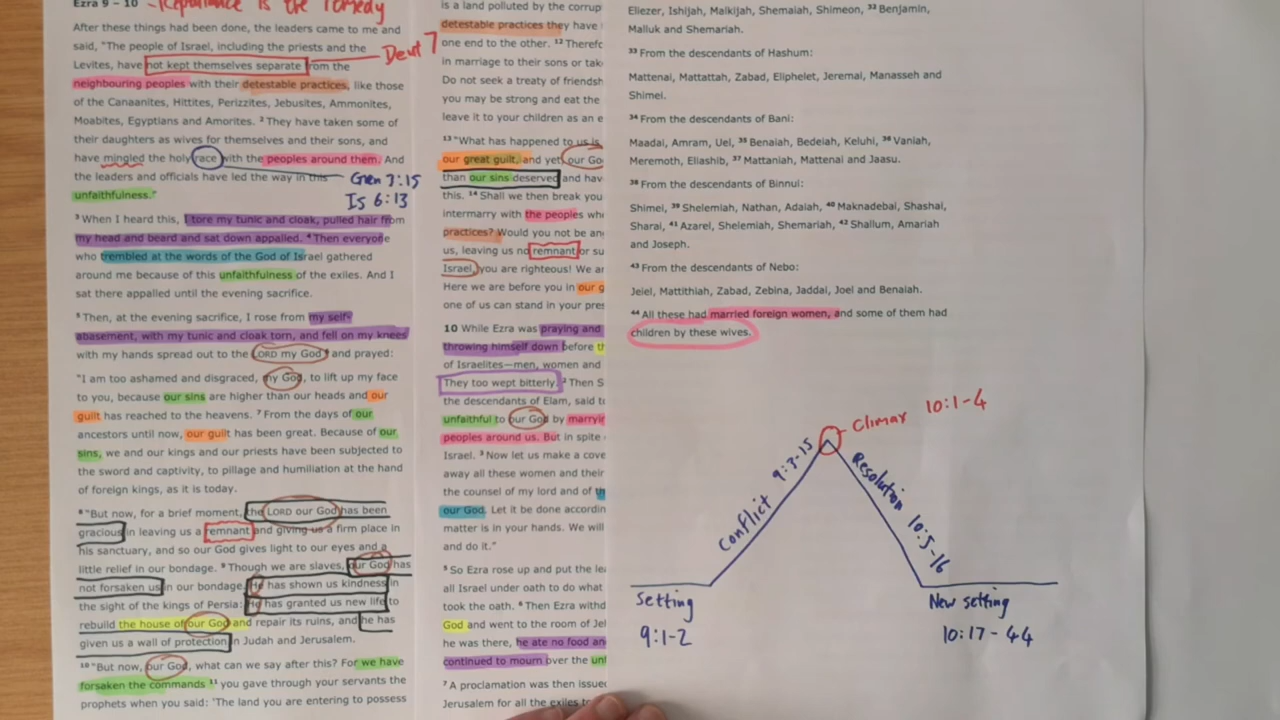 Ezra 9 – 10 - Repentance is the remedy
After these things had been done, the leaders came to me and
said, "The people of Israel, including the priests and the
Levites, have not kept themselves separate from the
Deut 7
neighbouring peoples with their detestable practices, like those
of the Canaanites, Hittites, Perizzites, Jebusites, Ammonites,
Moabites, Egyptians and Amorites. ² They have taken some of
their daughters as wives for themselves and their sons, and
have mingled the holy race with the peoples around them. And
the leaders and officials have led the way in this
Gen 3:15
Is 6:13
unfaithfulness."
³ When I heard this, I tore my tunic and cloak, pulled hair from
my head and beard and sat down appalled. ⁴ Then everyone
who trembled at the words of the God of Israel gathered
around me because of this unfaithfulness of the exiles. And I
sat there appalled until the evening sacrifice.
⁵ Then, at the evening sacrifice, I rose from my self-
abasement, with my tunic and cloak torn, and fell on my knees
with my hands spread out to the LORD my God ⁶ and prayed:
"I am too ashamed and disgraced, my God, to lift up my face
to you, because our sins are higher than our heads and our
guilt has reached to the heavens. ⁷ From the days of our
ancestors until now, our guilt has been great. Because of our
sins, we and our kings and our priests have been subjected to
the sword and captivity, to pillage and humiliation at the hand
of foreign kings, as it is today.
⁸ "But now, for a brief moment, the LORD our God has been
gracious in leaving us a remnant and giving us a firm place in
his sanctuary, and so our God gives light to our eyes and a
little relief in our bondage. ⁹ Though we are slaves, our God has
not forsaken us in our bondage. He has shown us kindness in
the sight of the kings of Persia: He has granted us new life to
rebuild the house of our God and repair its ruins, and he has
given us a wall of protection in Judah and Jerusalem.
¹⁰ "But now, our God, what can we say after this? For we have
forsaken the commands ¹¹ you gave through your servants the
prophets when you said: 'The land you are entering to possess
is a land polluted by the corrup
detestable practices they have
one end to the other. ¹² Theref
in marriage to their sons or tak
Do not seek a treaty of friendsh
you may be strong and eat the
leave it to your children as an e
¹³ "What has happened to us is
our great guilt, and yet, our Go
than our sins deserved and hav
this. ¹⁴ Shall we then break you
intermarry with the peoples who
practices? Would you not be an
us, leaving us no remnant or su
Israel, you are righteous! We ar
Here we are before you in our g
one of us can stand in your pres
10 While Ezra was praying and
throwing himself down before th
of Israelites—men, women and
They too wept bitterly. ² Then S
the descendants of Elam, said to
unfaithful to our God by marryin
peoples around us. But in spite
Israel. ³ Now let us make a cove
away all these women and their
the counsel of my lord and of th
our God. Let it be done accordin
matter is in your hands. We will
and do it."
⁵ So Ezra rose up and put the lea
all Israel under oath to do what
took the oath. ⁶ Then Ezra withd
God and went to the room of Jel
he was there, he ate no food an
continued to mourn over the unf
⁷ A proclamation was then issued
Jerusalem for all the exiles to
Eliezer, Ishijah, Malkijah, Shemaiah, Shimeon, ³² Benjamin,
Malluk and Shemariah.
³³ From the descendants of Hashum:
Mattenai, Mattattah, Zabad, Eliphelet, Jeremai, Manasseh and
Shimei.
³⁴ From the descendants of Bani:
Maadai, Amram, Uel, ³⁵ Benaiah, Bedeiah, Keluhi, ³⁶ Vaniah,
Meremoth, Eliashib, ³⁷ Mattaniah, Mattenai and Jaasu.
³⁸ From the descendants of Binnui:
Shimei, ³⁹ Shelemiah, Nathan, Adaiah, ⁴⁰ Maknadebai, Shashai,
Sharai, ⁴¹ Azarel, Shelemiah, Shemariah, ⁴² Shallum, Amariah
and Joseph.
⁴³ From the descendants of Nebo:
Jeiel, Mattithiah, Zabad, Zebina, Jaddai, Joel and Benaiah.
⁴⁴ All these had married foreign women, and some of them had
children by these wives.
Climax 10:1-4
Conflict 9:3-15
Resolution 10:5-16
Setting
9:1-2
New setting
10:17-44